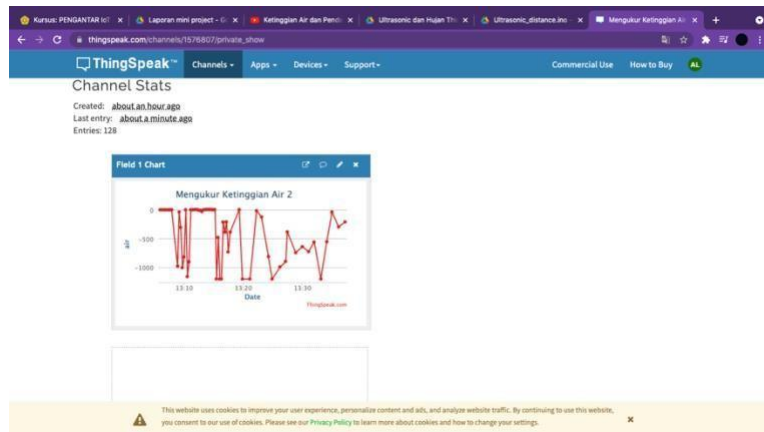 Kursus: PENGANTAR IoT
Laporan mini project - G
Ketinggian Air dan Pend
Ultrasonic dan Hujan Th
Ultrasonic_distance.ino -
Mengukur Ketinggian Ai
thingspeak.com/channels/1576807/private_show
ThingSpeak™
Channels
Apps
Devices
Support
Commercial Use
How to Buy
AL
Channel Stats
Created: about an hour ago
Last entry: about a minute ago
Entries: 128
Field 1 Chart
Mengukur Ketinggian Air 2
0
-500
-1000
air
13:10 13:20 13:30
Date
ThingSpeak.com
This website uses cookies to improve your user experience, personalize content and ads, and analyze website traffic. By continuing to use this website,
you consent to our use of cookies. Please see our Privacy Policy to learn more about cookies and how to change your settings.